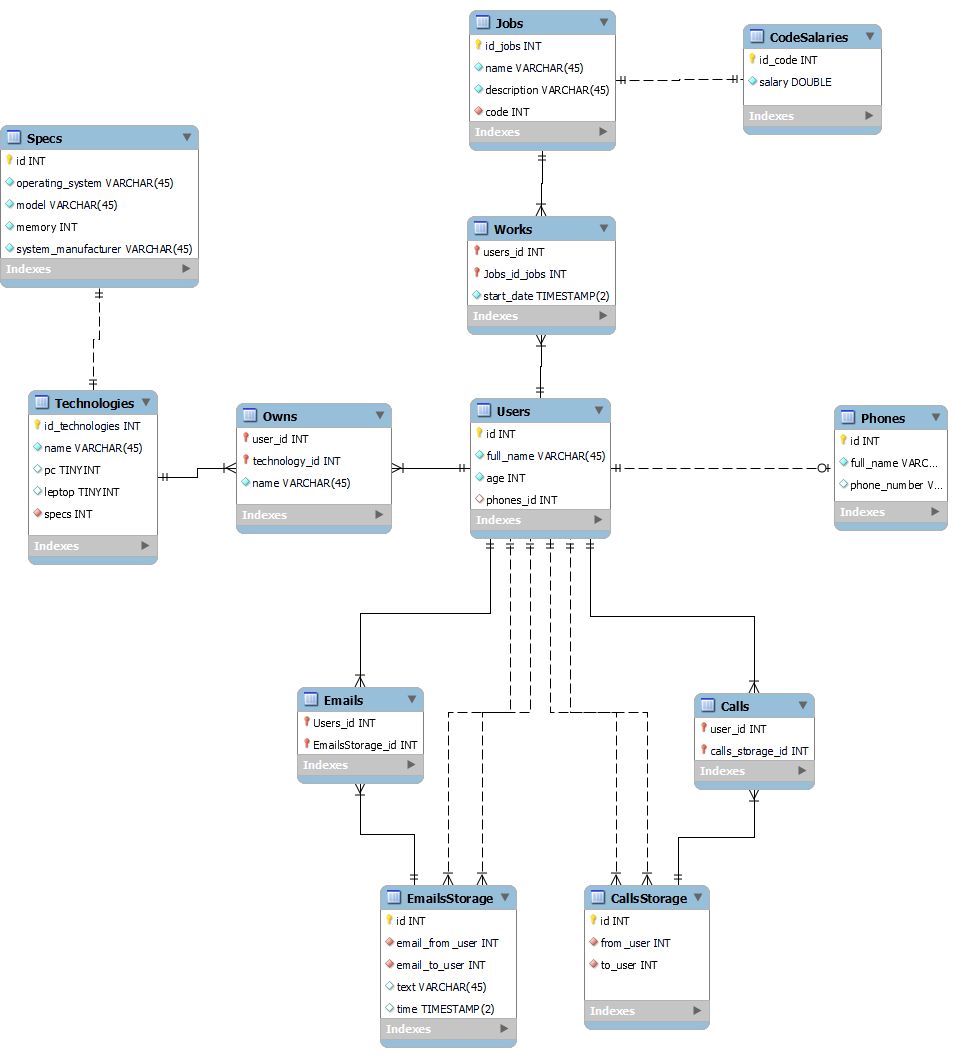 Jobs
id_jobs INT
name VARCHAR(45)
description VARCHAR(45)
code INT
Indexes
CodeSalaries
id_code INT
salary DOUBLE
Indexes
Specs
id INT
operating_system VARCHAR(45)
model VARCHAR(45)
memory INT
system_manufacturer VARCHAR(45)
Indexes
Works
users_id INT
Jobs_id_jobs INT
start_date TIMESTAMP(2)
Indexes
Technologies
id_technologies INT
name VARCHAR(45)
pc TINYINT
leptop TINYINT
specs INT
Indexes
Owns
user_id INT
technology_id INT
name VARCHAR(45)
Indexes
Users
id INT
full_name VARCHAR(45)
age INT
phones_id INT
Indexes
Phones
id INT
full_name VARC...
phone_number V...
Indexes
Emails
Users_id INT
EmailsStorage_id INT
Indexes
Calls
user_id INT
calls_storage_id INT
Indexes
EmailsStorage
id INT
email_from_user INT
email_to_user INT
text VARCHAR(45)
time TIMESTAMP(2)
Indexes
CallsStorage
id INT
from_user INT
to_user INT
Indexes